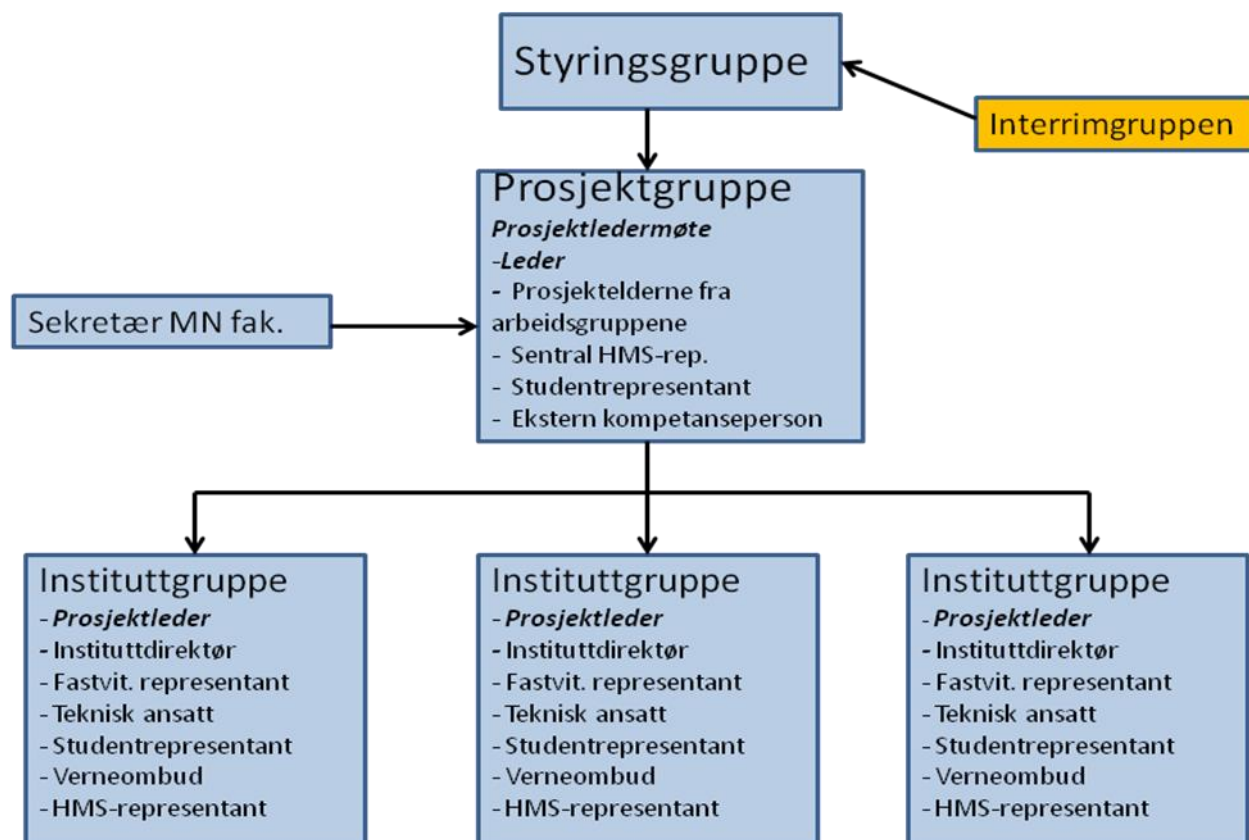 Styringsgruppe
Interrimgruppen
Prosjektgruppe
Prosjektledermøte
-Leder
- Prosjektelderne fra
arbeidsgruppene
- Sentral HMS-rep.
- Studentrepresentant
- Ekstern kompetanseperson
Sekretær MN fak.
Instituttgruppe
- Prosjektleder
- Instituttdirektør
- Fastvit. representant
- Teknisk ansatt
- Studentrepresentant
- Verneombud
- HMS-representant
Instituttgruppe
- Prosjektleder
- Instituttdirektør
- Fastvit. representant
- Teknisk ansatt
- Studentrepresentant
- Verneombud
- HMS-representant
Instituttgruppe
- Prosjektleder
- Instituttdirektør
- Fastvit. representant
- Teknisk ansatt
- Studentrepresentant
- Verneombud
- HMS-representant